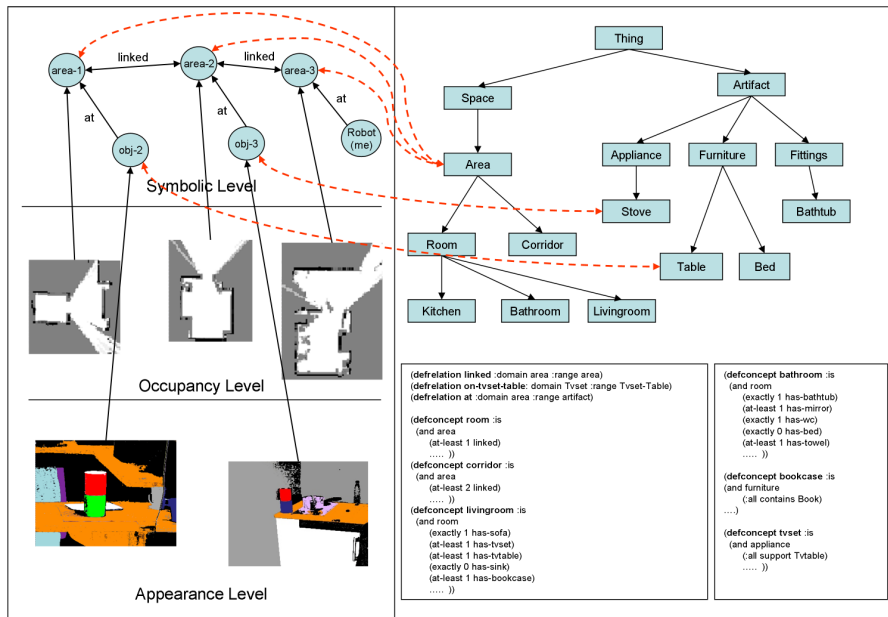 linked
linked
area-1
area-2
area-3
at
at
at
obj-2
obj-3
Robot
(me)
Symbolic Level
Occupancy Level
Appearance Level
Thing
Space
Artifact
Area
Appliance
Furniture
Fittings
Stove
Bathtub
Room
Corridor
Table
Bed
Kitchen
Bathroom
Livingroom
(defrelation linked :domain area :range area)
(defrelation on-tvset-table: domain Tvset :range Tvset-Table)
(defrelation at :domain area :range artifact)
(defconcept room :is
(and area
(at-least 1 linked)
..... ))
(defconcept corridor :is
(and area
(at-least 2 linked)
..... ))
(defconcept livingroom :is
(and room
(exactly 1 has-sofa)
(at-least 1 has-tvset)
(at-least 1 has-tvtable)
(exactly 0 has-sink)
(at-least 1 has-bookcase)
..... ))
(defconcept bathroom :is
(and room
(exactly 1 has-bathtub)
(at-least 1 has-mirror)
(exactly 1 has-wc)
(exactly 0 has-bed)
(at-least 1 has-towel)
..... ))
(defconcept bookcase :is
(and furniture
(:all contains Book)
....)
(defconcept tvset :is
(and appliance
(:all support Tvtable)
..... ))